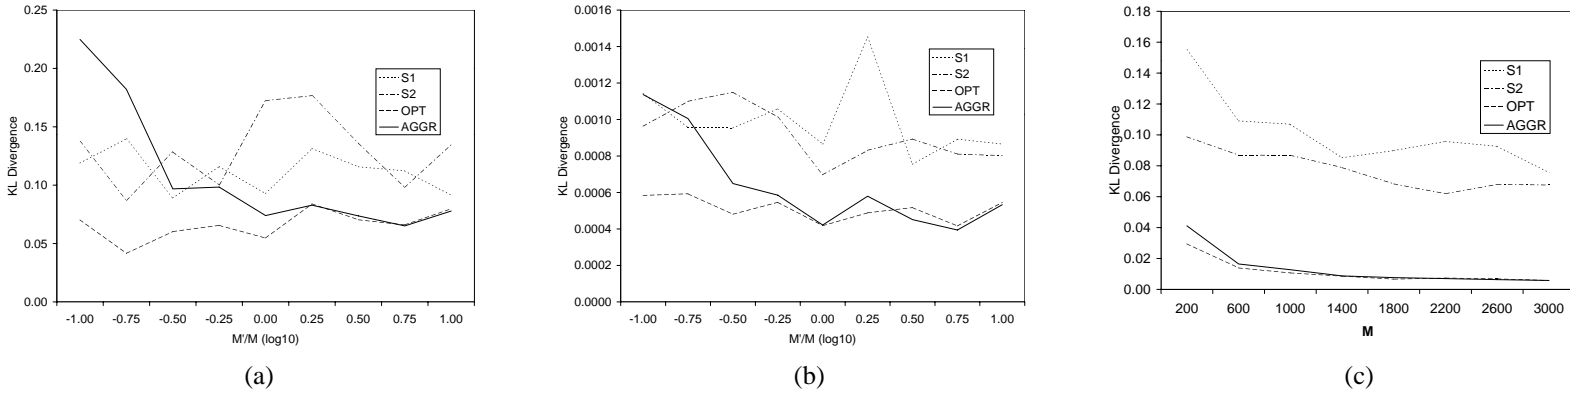 0.25
0.20
0.15
0.10
0.05
0.00
KL Divergence
-1.00 -0.75 -0.50 -0.25 0.00 0.25 0.50 0.75 1.00
M'/M (log10)
S1
S2
OPT
AGGR
(a)
0.0016
0.0014
0.0012
0.0010
0.0008
0.0006
0.0004
0.0002
0.0000
KL Divergence
-1.00 -0.75 -0.50 -0.25 0.00 0.25 0.50 0.75 1.00
M'/M (log10)
S1
S2
OPT
AGGR
(b)
0.18
0.16
0.14
0.12
0.10
0.08
0.06
0.04
0.02
0.00
KL Divergence
200 600 1000 1400 1800 2200 2600 3000
M
S1
S2
OPT
AGGR
(c)